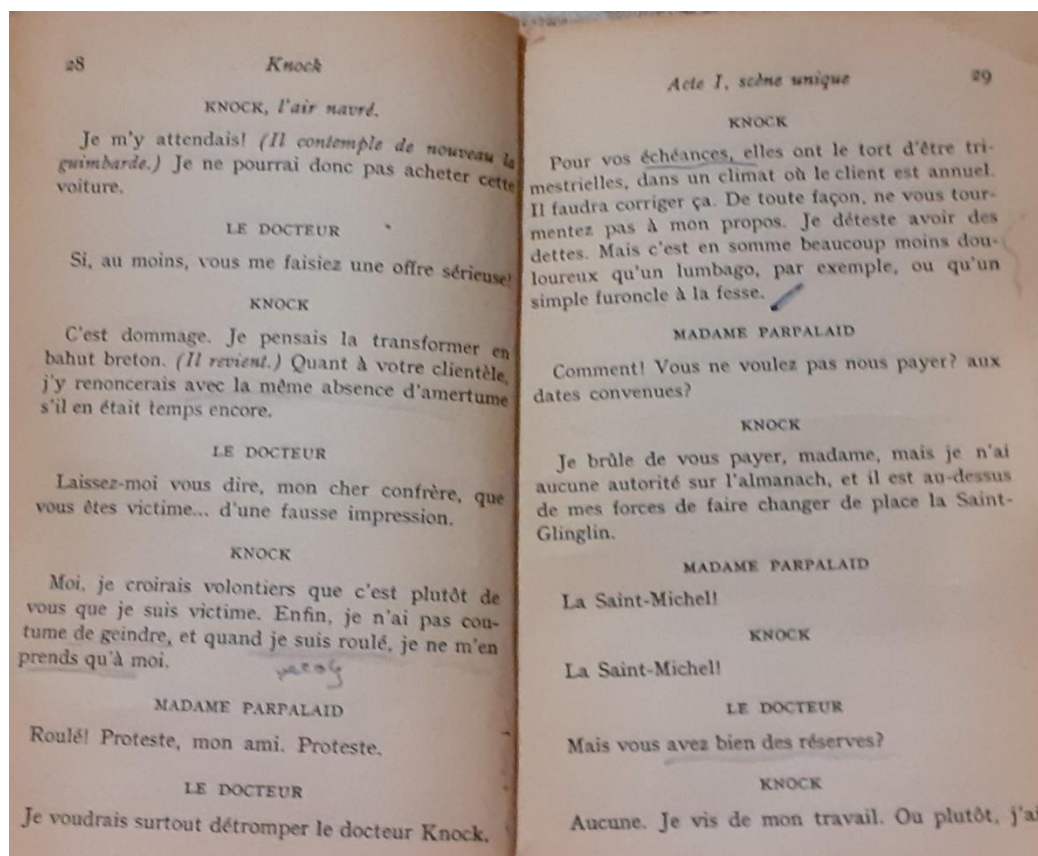 28
Knock
KNOCK, l'air navré.
Je m'y attendais! (Il contemple de nouveau la
guimbarde.) Je ne pourrai donc pas acheter cette
voiture.
LE DOCTEUR
Si, au moins, vous me faisiez une offre sérieuse!
KNOCK
C'est dommage. Je pensais la transformer en
bahut breton. (Il revient.) Quant à votre clientèle,
j'y renoncerais avec la même absence d'amertume
s'il en était temps encore.
LE DOCTEUR
Laissez-moi vous dire, mon cher confrère, que
vous êtes victime... d'une fausse impression.
KNOCK
Moi, je croirais volontiers que c'est plutôt de
vous que je suis victime. Enfin, je n'ai pas cou-
tume de geindre, et quand je suis roulé, je ne m'en
prends qu'à moi.
MADAME PARPALAID
Roulé! Proteste, mon ami. Proteste.
LE DOCTEUR
Je voudrais surtout détromper le docteur Knock.
Acte I, scène unique
29
KNOCK
Pour vos échéances, elles ont le tort d'être tri-
mestrielles, dans un climat où le client est annuel.
Il faudra corriger ça. De toute façon, ne vous tour-
mentez pas à mon propos. Je déteste avoir des
dettes. Mais c'est en somme beaucoup moins dou-
loureux qu'un lumbago, par exemple, ou qu'un
simple furoncle à la fesse.
MADAME PARPALAID
Comment! Vous ne voulez pas nous payer? aux
dates convenues?
KNOCK
Je brûle de vous payer, madame, mais je n'ai
aucune autorité sur l'almanach, et il est au-dessus
de mes forces de faire changer de place la Saint-
Glinglin.
MADAME PARPALAID
La Saint-Michel!
KNOCK
La Saint-Michel!
LE DOCTEUR
Mais vous avez bien des réserves?
KNOCK
Aucune. Je vis de mon travail. Ou plutôt, j'ai